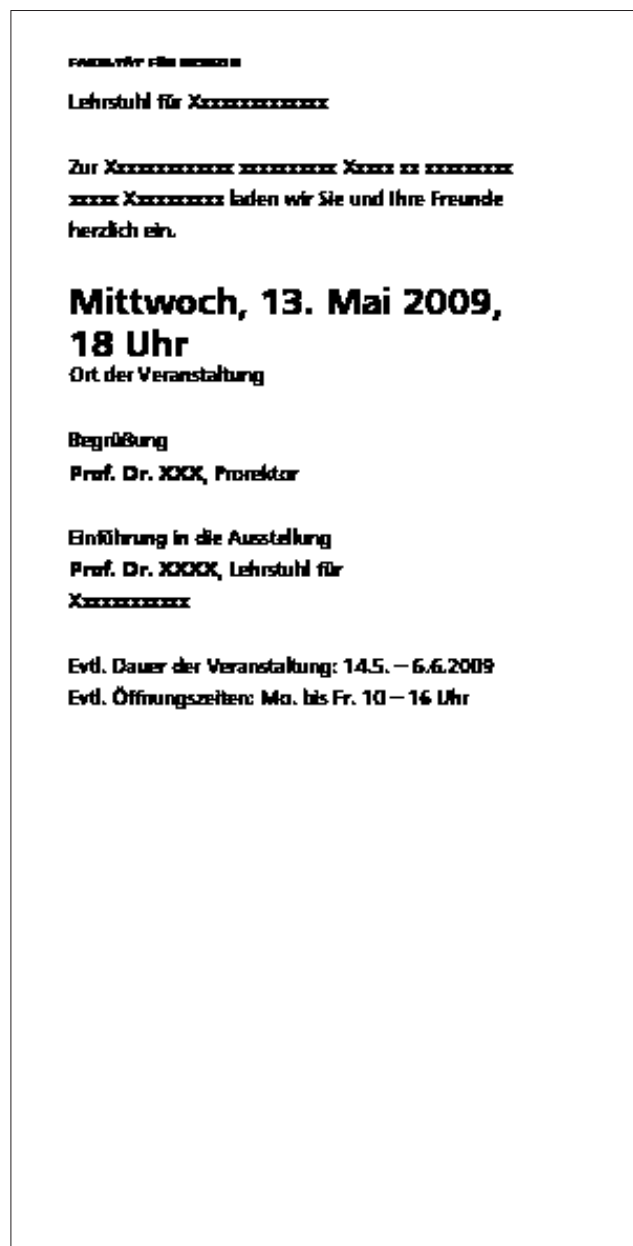 FAKULTÄT FÜR
Lehrstuhl für Xxxxxxxxxxxxxxx
Zur Xxxxxxxxxxxxx xxxxxxxxxx Xxxxx xx xxxxxxxxx
xxxxx Xxxxxxxxxx laden wir Sie und Ihre Freunde
herzlich ein.
Mittwoch, 13. Mai 2009,
18 Uhr
Ort der Veranstaltung
Begrüßung
Prof. Dr. XXX, Prorektor
Einführung in die Ausstellung
Prof. Dr. XXXX, Lehrstuhl für
Xxxxxxxxxxxx
Evtl. Dauer der Veranstaltung: 14.5. – 6.6.2009
Evtl. Öffnungszeiten: Mo. bis Fr. 10 – 16 Uhr